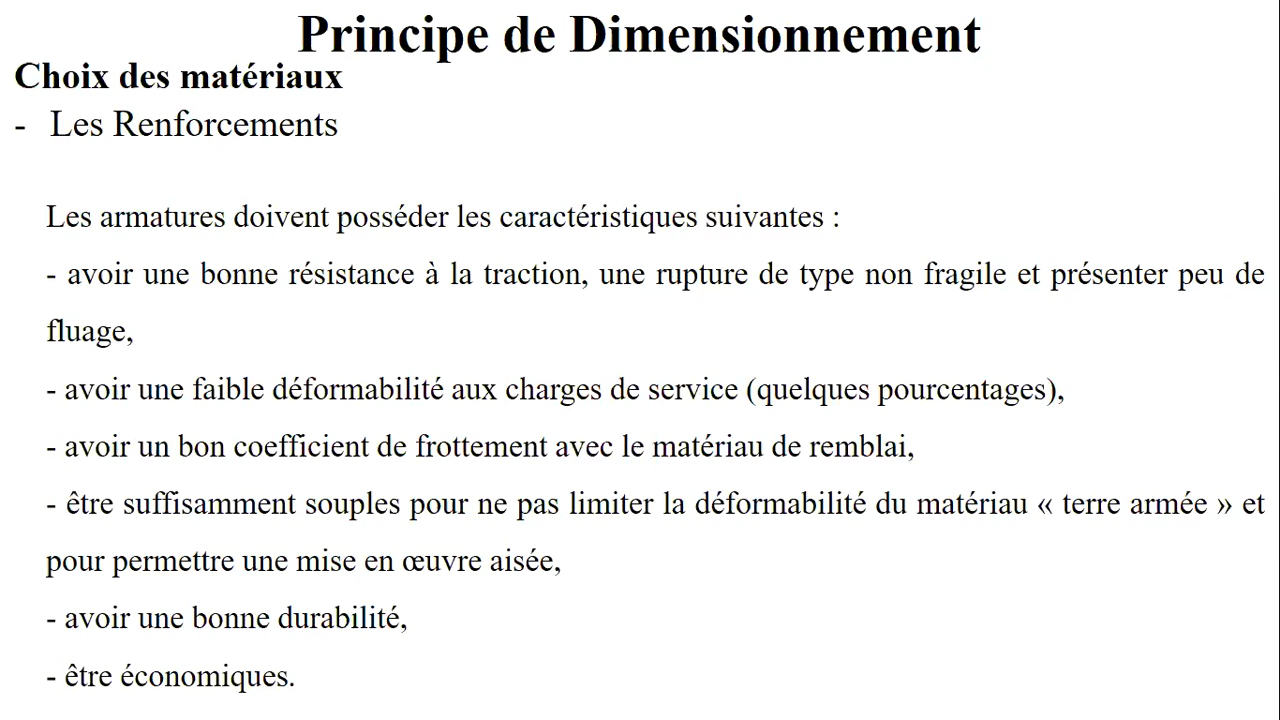 Principe de Dimensionnement
Choix des matériaux
- Les Renforcements
Les armatures doivent posséder les caractéristiques suivantes :
- avoir une bonne résistance à la traction, une rupture de type non fragile et présenter peu de
fluage,
- avoir une faible déformabilité aux charges de service (quelques pourcentages),
- avoir un bon coefficient de frottement avec le matériau de remblai,
- être suffisamment souples pour ne pas limiter la déformabilité du matériau « terre armée » et
pour permettre une mise en œuvre aisée,
- avoir une bonne durabilité,
- être économiques.